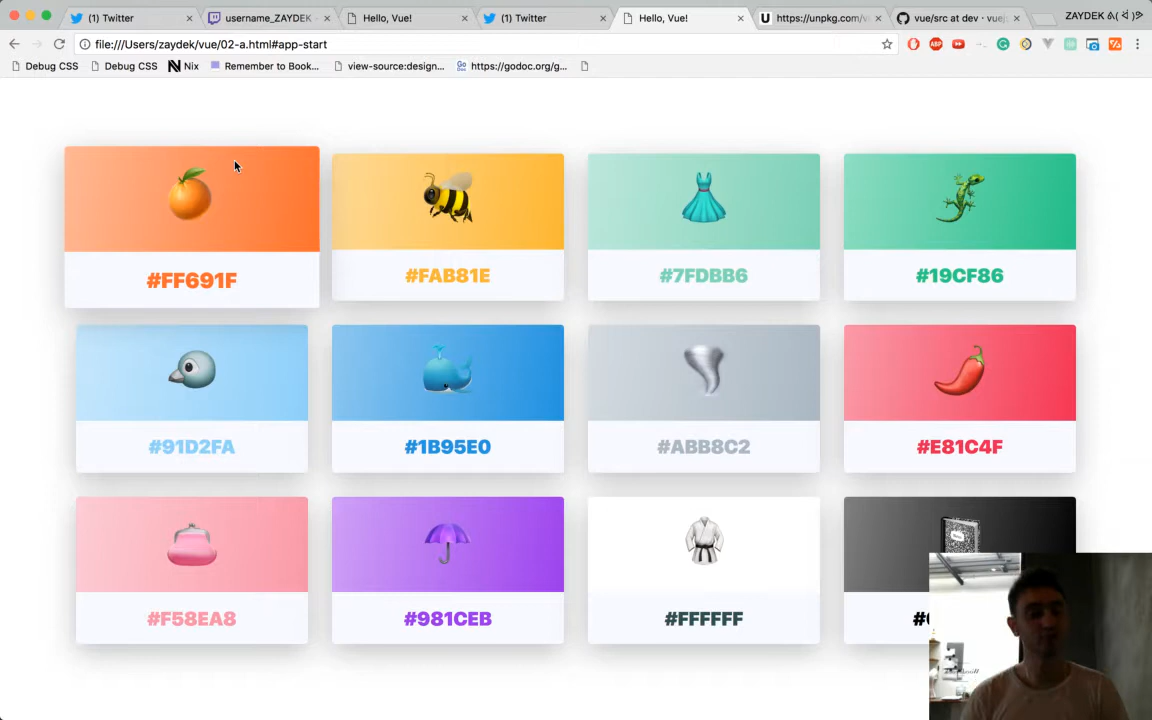 (1) Twitter
username_ZAYDEK -
Hello, Vue!
(1) Twitter
Hello, Vue!
https://unpkg.com/v
vue/src at dev · vuej
ZAYDEK
file:///Users/zaydek/vue/02-a.html#app-start
Debug CSS
Debug CSS
Nix
Remember to Book...
view-source:design...
https://godoc.org/g...
#FF691F
#FAB81E
#7FDBB6
#19CF86
#91D2FA
#1B95E0
#ABB8C2
#E81C4F
#F58EA8
#981CEB
#FFFFFF